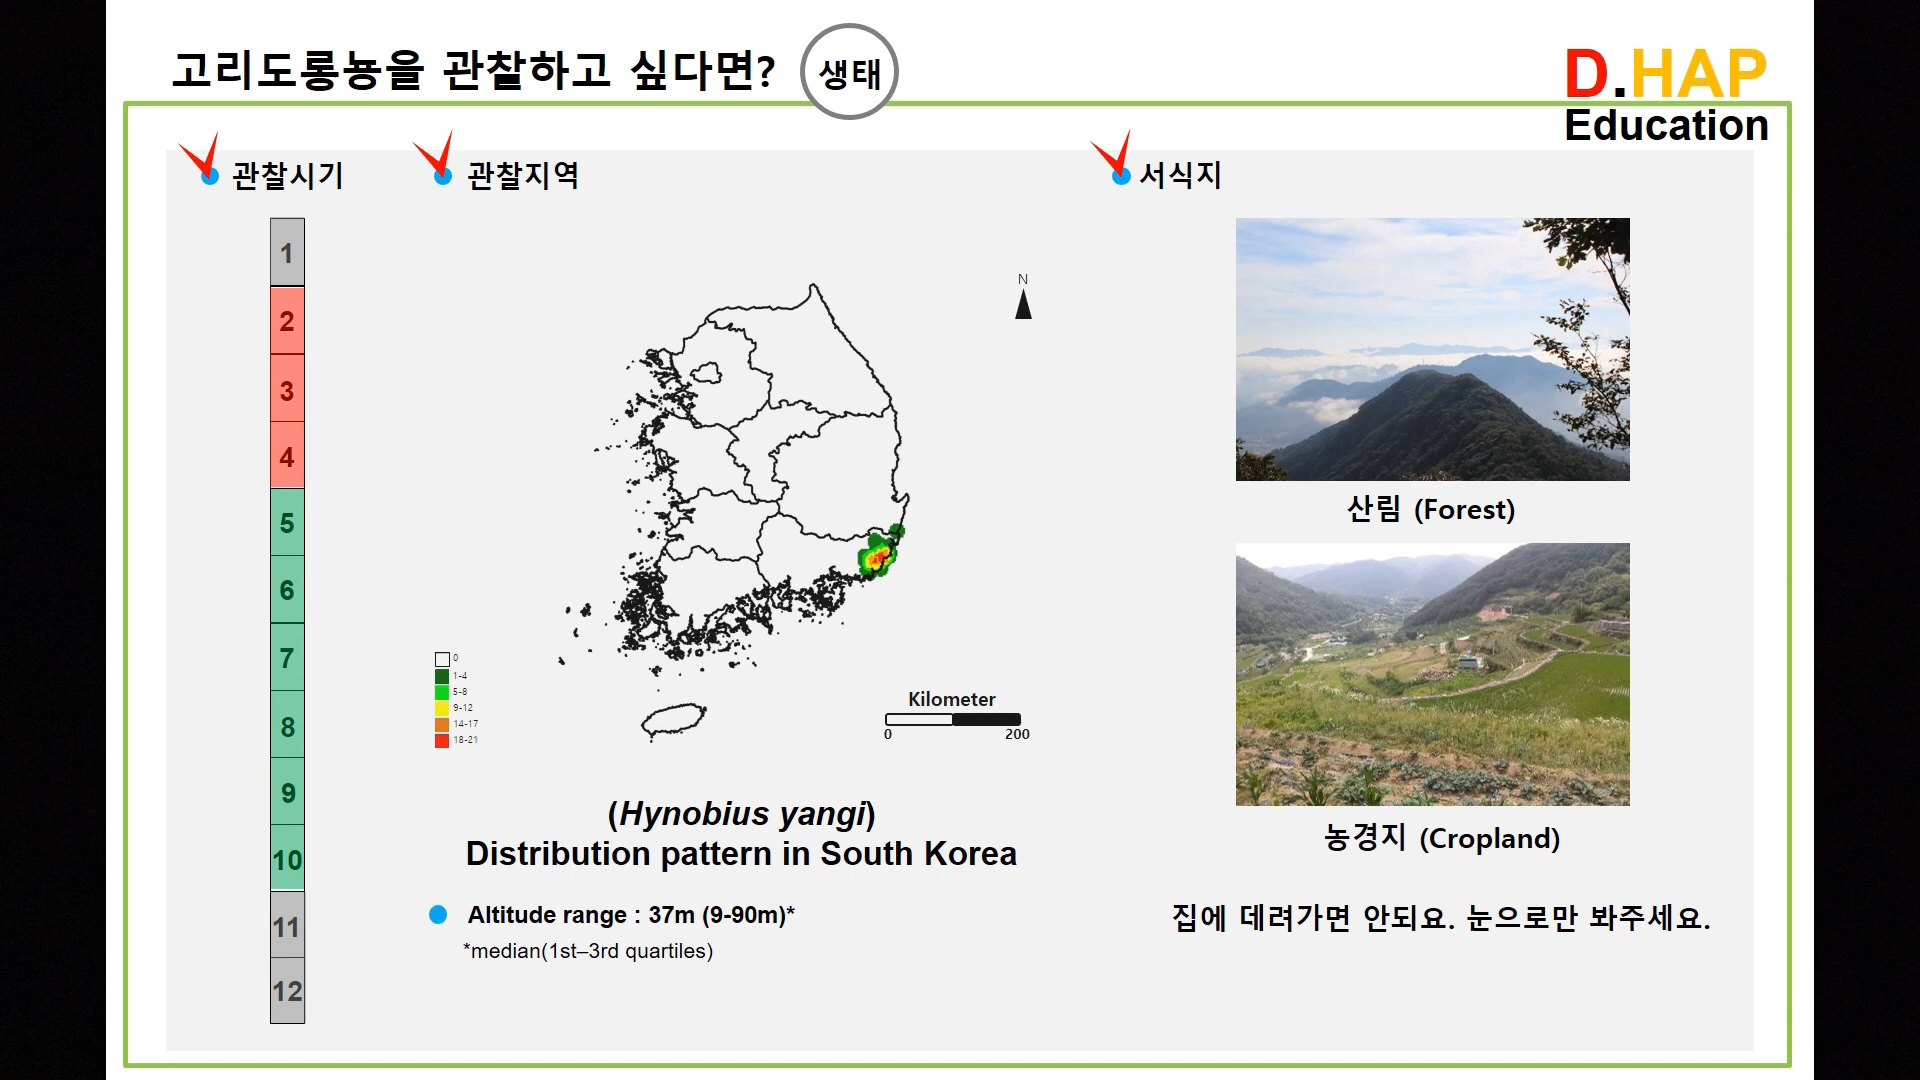 고리도롱뇽을 관찰하고 싶다면?
생태
D.HAP
Education
관찰시기
관찰지역
서식지
1
2
3
4
5
6
7
8
9
10
11
12
N
0
1-4
5-8
9-12
14-17
18-21
Kilometer
0 200
(Hynobius yangi)
Distribution pattern in South Korea
Altitude range : 37m (9-90m)*
*median(1st–3rd quartiles)
산림 (Forest)
농경지 (Cropland)
집에 데려가면 안되요. 눈으로만 봐주세요.